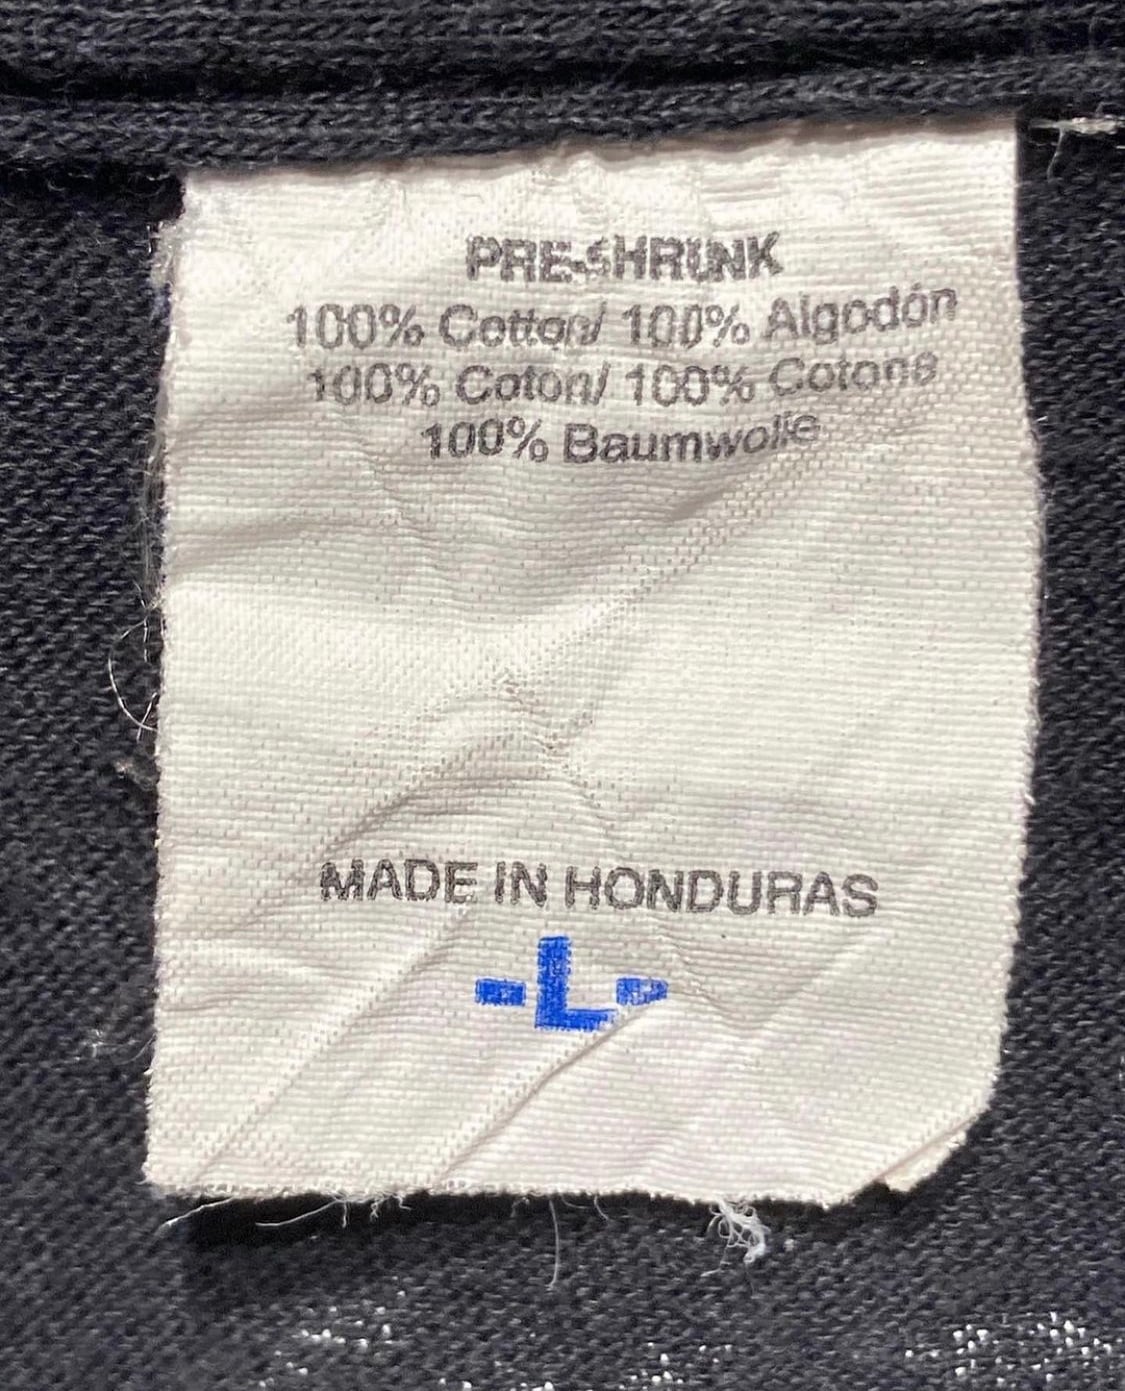 PRE-SHRUNK
100% Cotton/ 100% Algodón
100% Coton/ 100% Cotone
100% Baumwolle
MADE IN HONDURAS
-L-